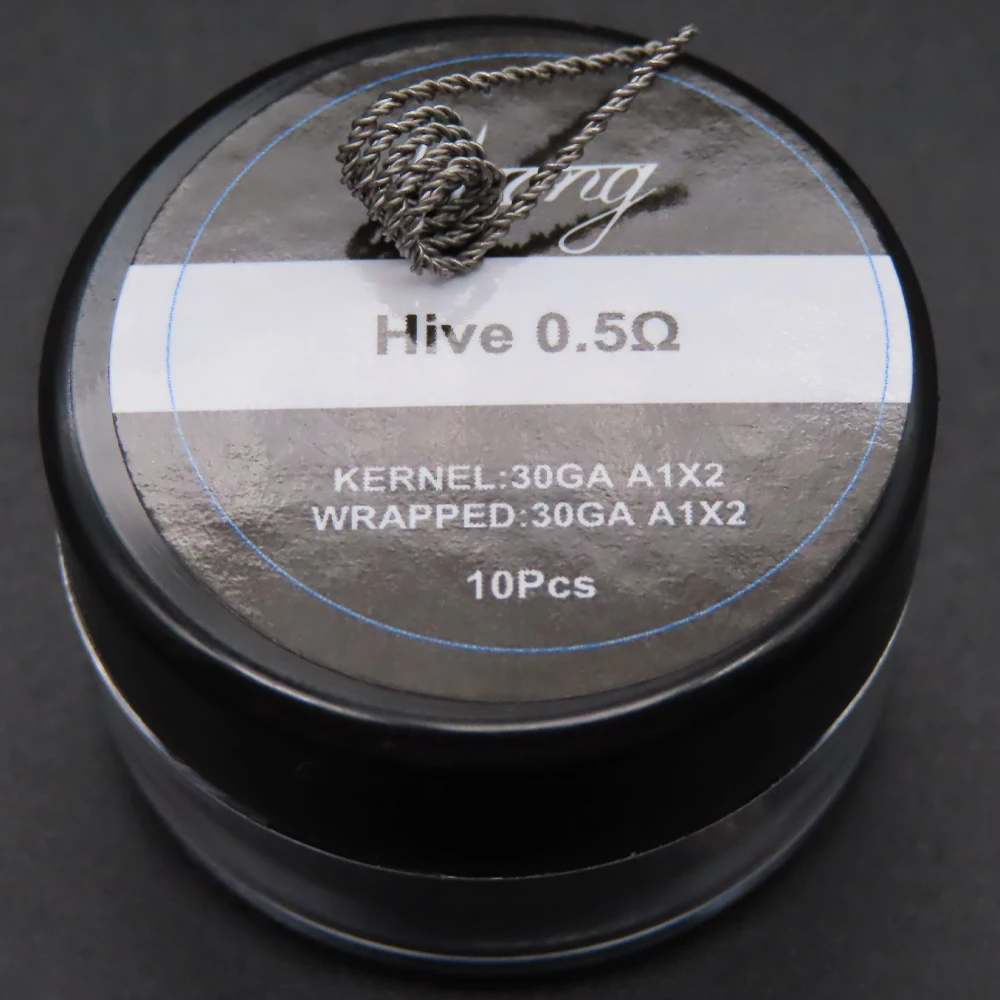 Hive 0.5Ω
KERNEL:30GA A1X2
WRAPPED:30GA A1X2
10Pcs